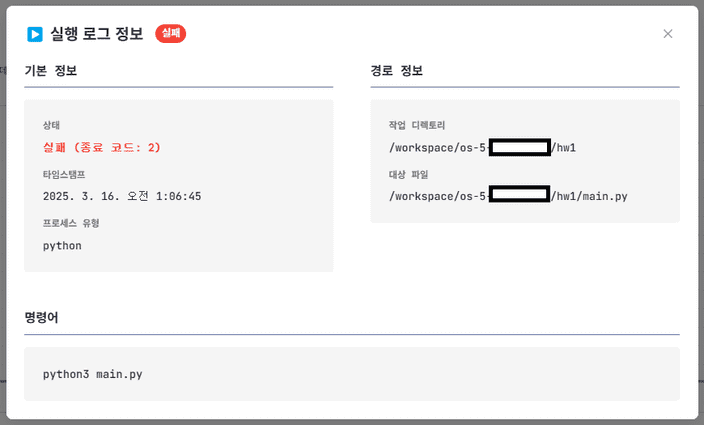 실행 로그 정보 실패
기본 정보
상태
실패 (종료 코드: 2)
타임스탬프
2025. 3. 16. 오전 1:06:45
프로세스 유형
python
경로 정보
작업 디렉토리
/workspace/os-5- /hw1
대상 파일
/workspace/os-5- /hw1/main.py
명령어
python3 main.py